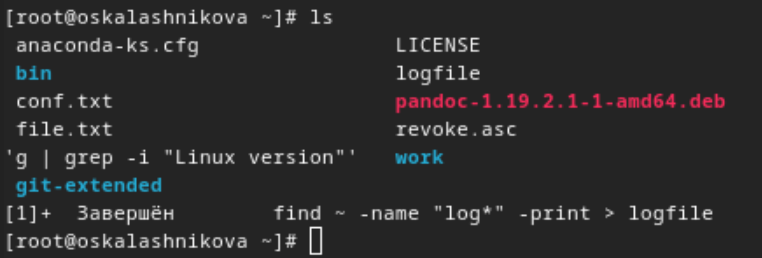 [root@oskalashnikova ~]# ls
anaconda-ks.cfg LICENSE
bin logfile
conf.txt pandoc-1.19.2.1-1-amd64.deb
file.txt revoke.asc
'g | grep -i "Linux version"' work
git-extended
[1]+ Завершён find ~ -name "log*" -print > logfile
[root@oskalashnikova ~]#